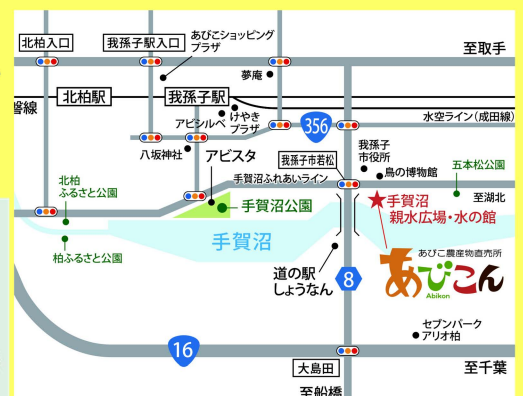 北柏入口
我孫子駅入口
あびこショッピング
プラザ
至取手
夢庵
北柏駅
我孫子駅
磐線
けやき
プラザ
アビシルベ
356
水空ライン(成田線)
八坂神社
アビスタ
我孫子市若松
我孫子
市役所
鳥の博物館
五本松公園
手賀沼ふれあいライン
至湖北
北柏
ふるさと公園
手賀沼公園
手賀沼
親水広場・水の館
柏ふるさと公園
手賀沼
道の駅
しょうなん
8
あびこ農産物直売所
あびこん
Abikon
16
セブンパーク
アリオ柏
大島田
至千葉
至船橋